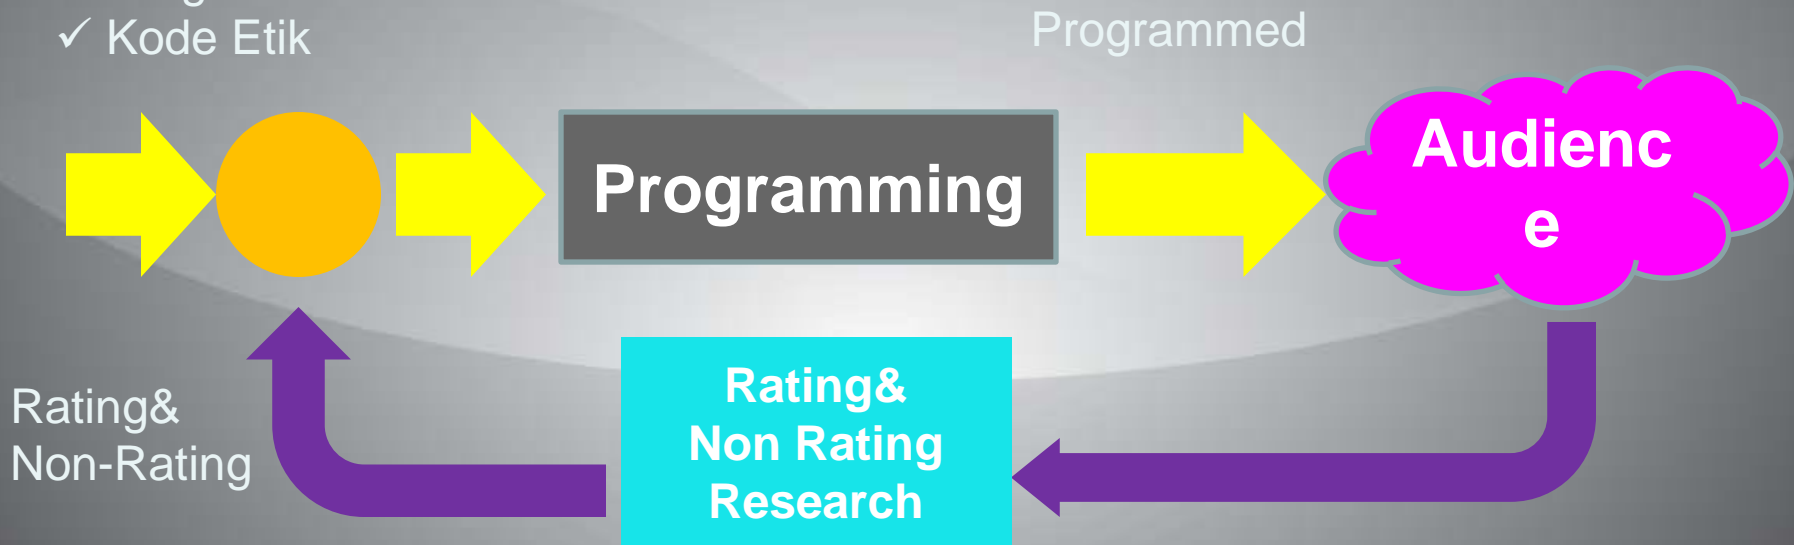 ✓ Kode Etik
Programmed
Audienc
e
Programming
Rating&
Non Rating
Research
Rating&
Non-Rating